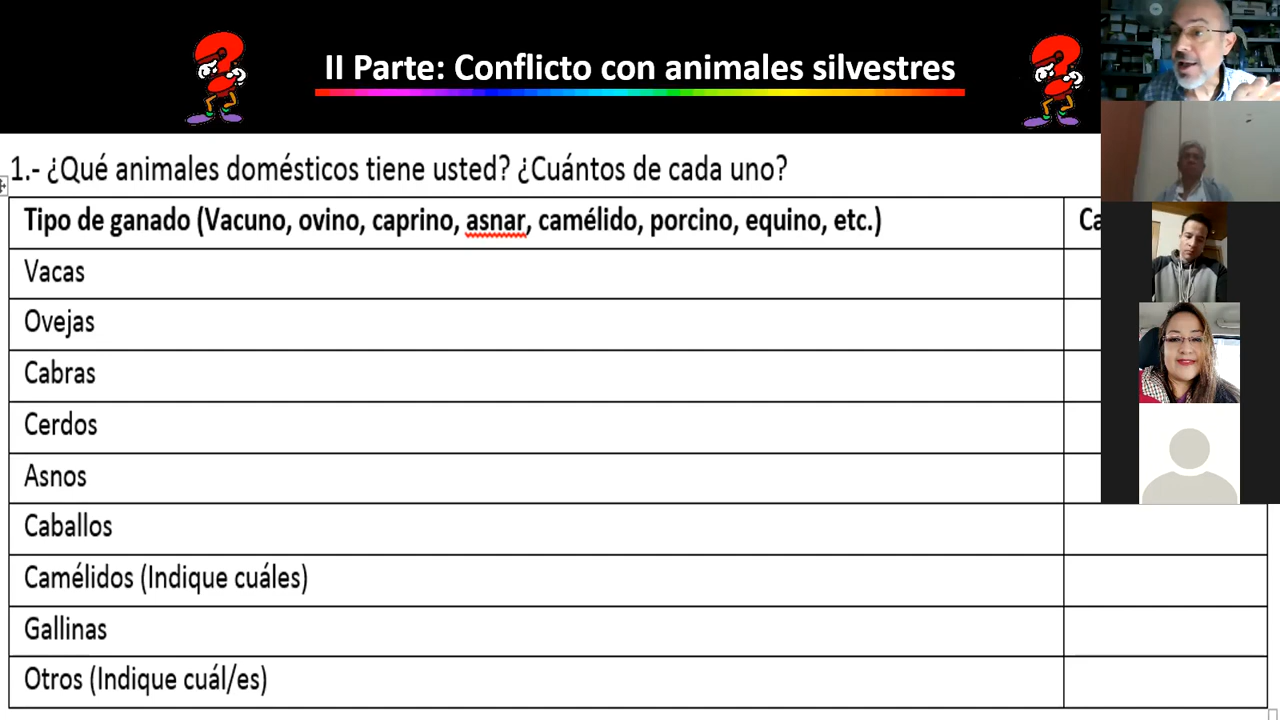 II Parte: Conflicto con animales silvestres
1.- ¿Qué animales domésticos tiene usted? ¿Cuántos de cada uno?
Tipo de ganado (Vacuno, ovino, caprino, asnar, camélido, porcino, equino, etc.)
Vacas
Ovejas
Cabras
Cerdos
Asnos
Caballos
Camélidos (Indique cuáles)
Gallinas
Otros (Indique cuál/es)